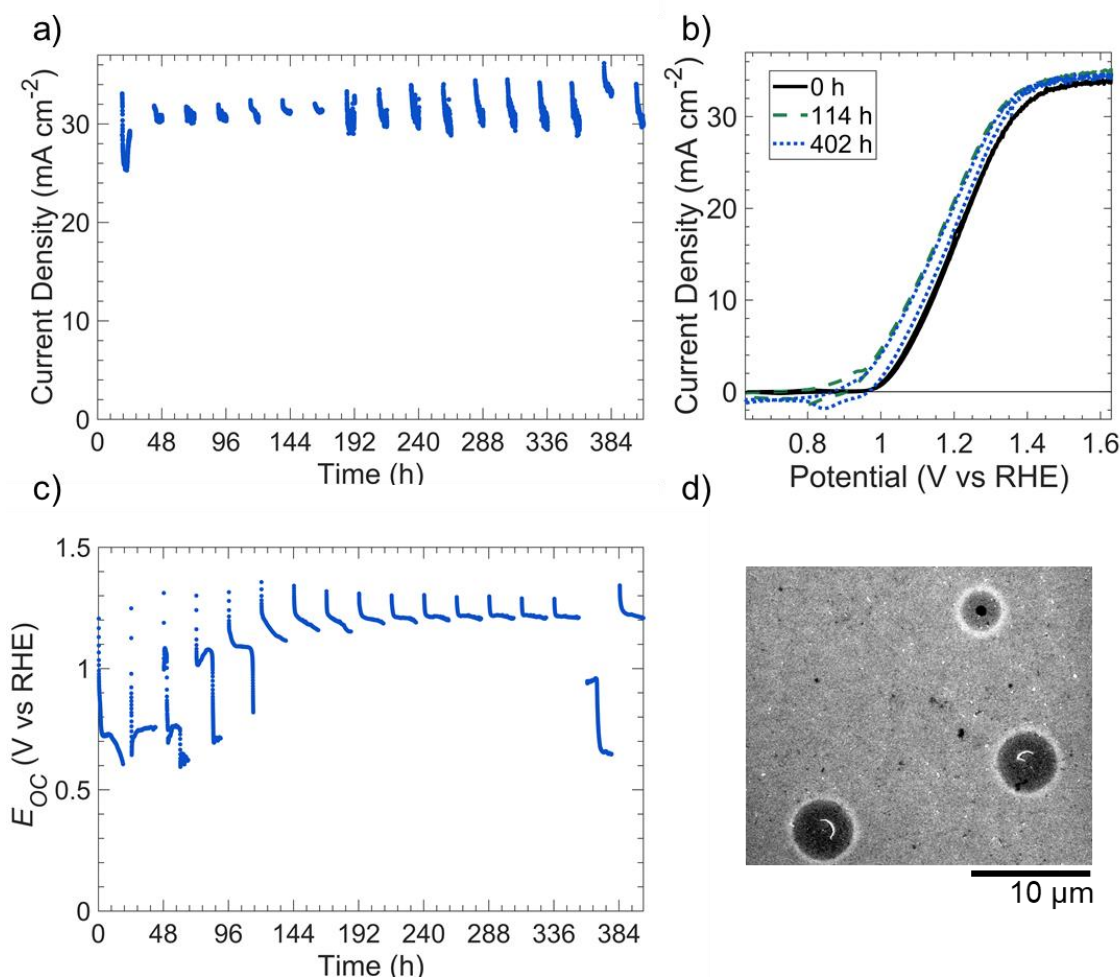 a)
Current Density (mA cm⁻²)
30
20
10
0
0 48 96 144 192 240 288 336 384
Time (h)
b)
Current Density (mA cm⁻²)
30
20
10
0
0 h
114 h
402 h
0.8 1 1.2 1.4 1.6
Potential (V vs RHE)
c)
E_OC (V vs RHE)
1.5
1
0.5
0
0 48 96 144 192 240 288 336 384
Time (h)
d)
10 µm